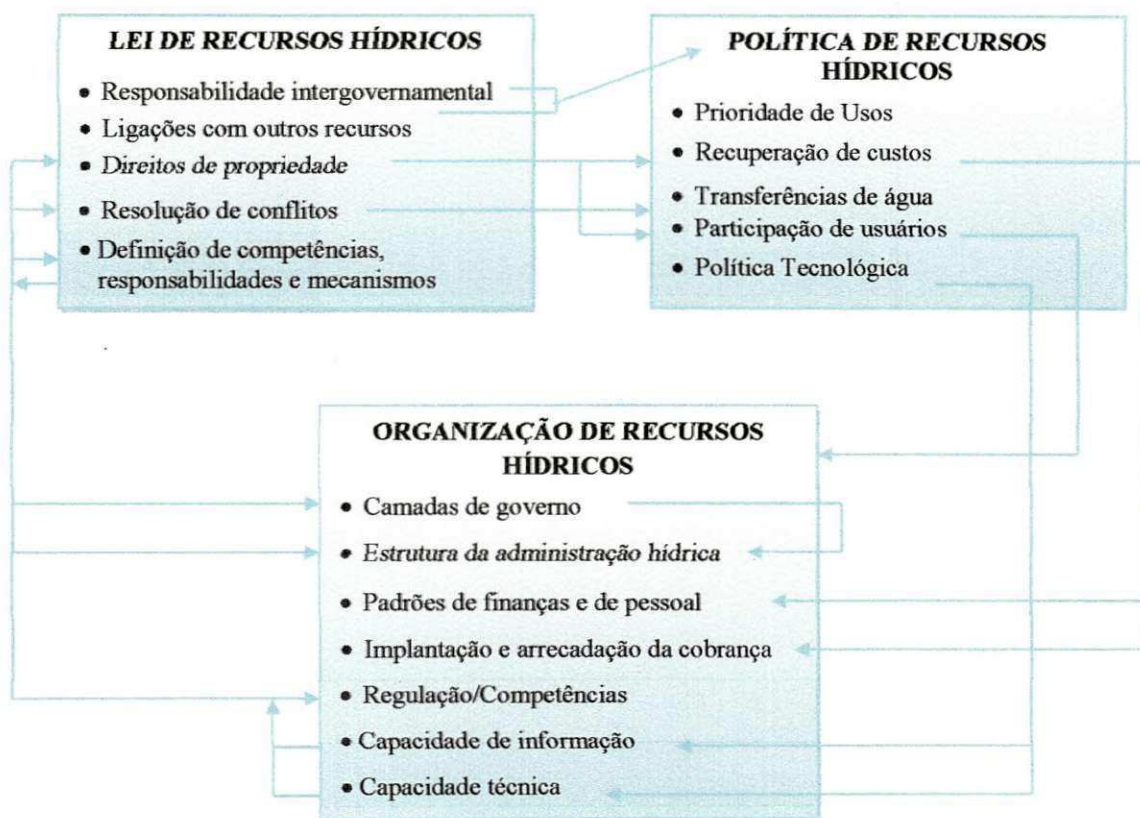 LEI DE RECURSOS HÍDRICOS
• Responsabilidade intergovernamental
• Ligações com outros recursos
• Direitos de propriedade
• Resolução de conflitos
• Definição de competências,
responsabilidades e mecanismos
POLÍTICA DE RECURSOS
HÍDRICOS
• Prioridade de Usos
• Recuperação de custos
• Transferências de água
• Participação de usuários
• Política Tecnológica
ORGANIZAÇÃO DE RECURSOS
HÍDRICOS
• Camadas de governo
• Estrutura da administração hídrica
• Padrões de finanças e de pessoal
• Implantação e arrecadação da cobrança
• Regulação/Competências
• Capacidade de informação
• Capacidade técnica